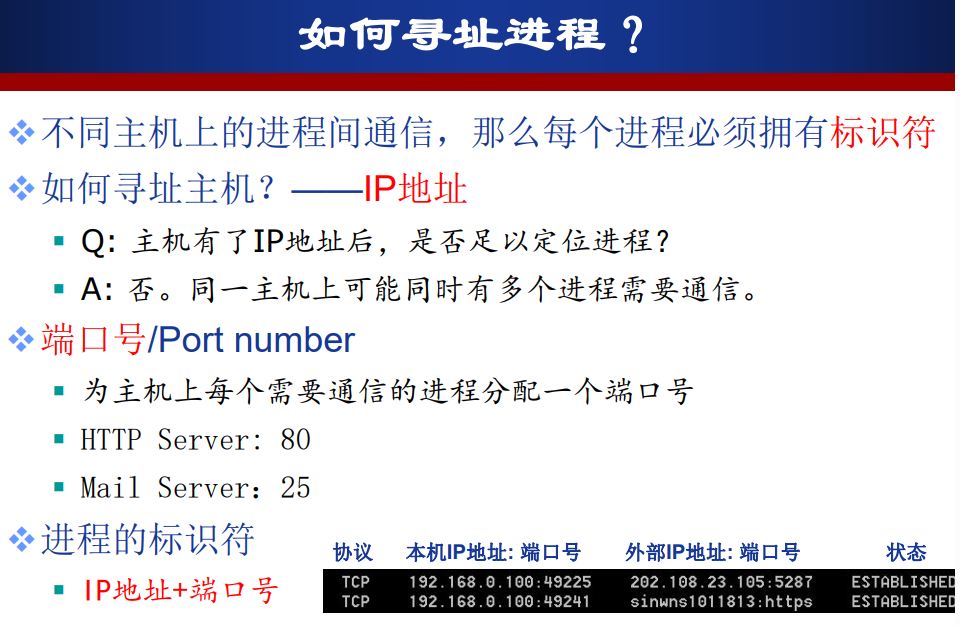 如何寻址进程？
不同主机上的进程间通信，那么每个进程必须拥有标识符
如何寻址主机？——IP地址
Q: 主机有了IP地址后，是否足以定位进程？
A: 否。同一主机上可能同时有多个进程需要通信。
端口号/Port number
为主机上每个需要通信的进程分配一个端口号
HTTP Server: 80
Mail Server：25
进程的标识符
IP地址+端口号
协议 本机IP地址: 端口号 外部IP地址: 端口号 状态
TCP 192.168.0.100:49225 202.108.23.105:5287 ESTABLISHED
TCP 192.168.0.100:49241 sinwns1011813:https ESTABLISHED